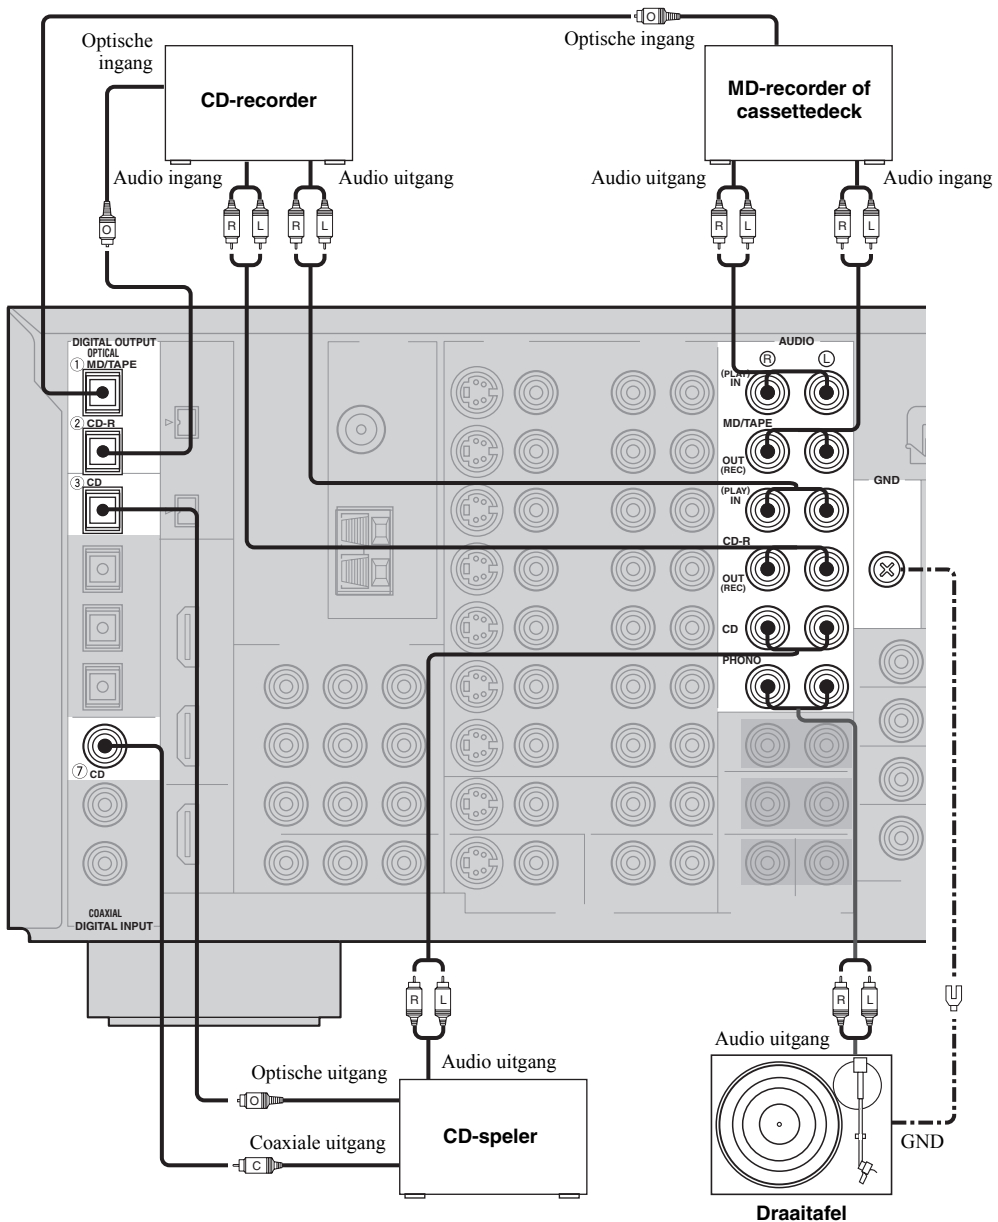 O
Optische
ingang
Optische ingang
CD-recorder
MD-recorder of
cassettedeck
Audio ingang
Audio uitgang
Audio uitgang
Audio ingang
O
R
L
R
L
R
L
R
L
DIGITAL OUTPUT
OPTICAL
① MD/TAPE
② CD-R
③ CD
AUDIO
Ⓡ
Ⓛ
(PLAY)
IN
MD/TAPE
OUT
(REC)
(PLAY)
IN
CD-R
OUT
(REC)
CD
PHONO
GND
⑦ CD
COAXIAL
DIGITAL INPUT
R
L
R
L
Audio uitgang
Audio uitgang
Optische uitgang
O
Coaxiale uitgang
C
CD-speler
GND
Draaitafel